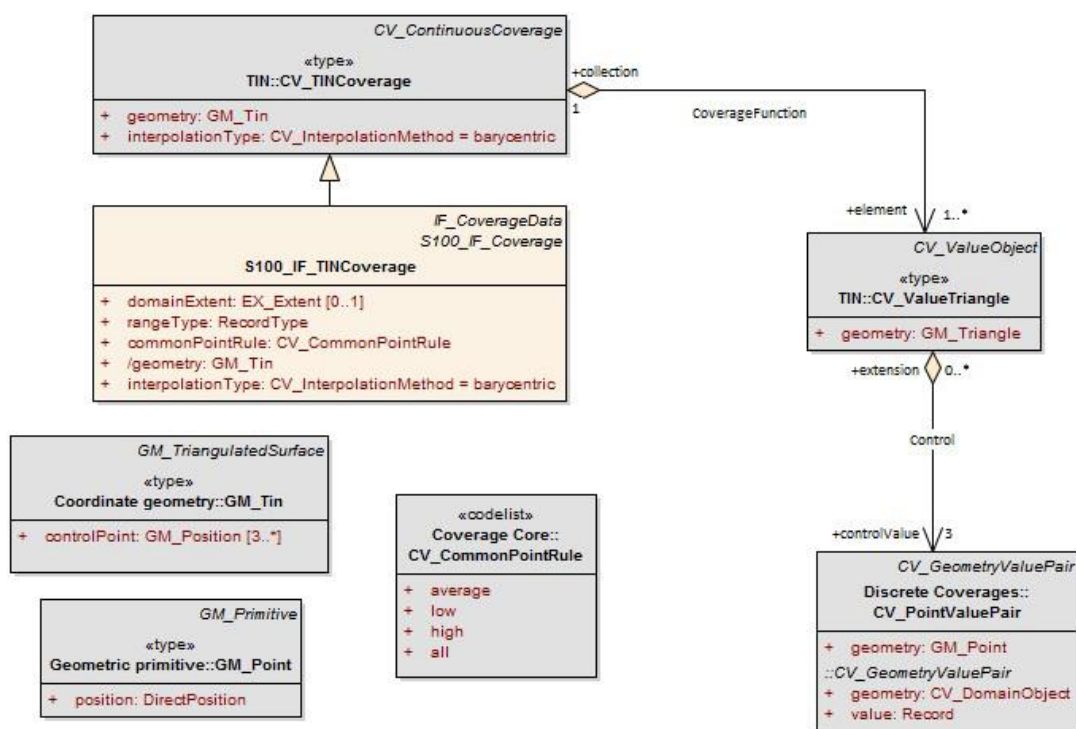 CV_ContinuousCoverage
«type»
TIN::CV_TINCoverage
+ geometry: GM_Tin
+ interpolationType: CV_InterpolationMethod = barycentric
+collection
1
CoverageFunction
+element
1..*
IF_CoverageData
S100_IF_Coverage
S100_IF_TINCoverage
+ domainExtent: EX_Extent [0..1]
+ rangeType: RecordType
+ commonPointRule: CV_CommonPointRule
+ /geometry: GM_Tin
+ interpolationType: CV_InterpolationMethod = barycentric
CV_ValueObject
«type»
TIN::CV_ValueTriangle
+ geometry: GM_Triangle
+extension
0..*
Control
+controlValue
3
GM_TriangulatedSurface
«type»
Coordinate geometry::GM_Tin
+ controlPoint: GM_Position [3..*]
«codelist»
Coverage Core::
CV_CommonPointRule
+ average
+ low
+ high
+ all
GM_Primitive
«type»
Geometric primitive::GM_Point
+ position: DirectPosition
CV_GeometryValuePair
Discrete Coverages::
CV_PointValuePair
+ geometry: GM_Point
::CV_GeometryValuePair
+ geometry: CV_DomainObject
+ value: Record